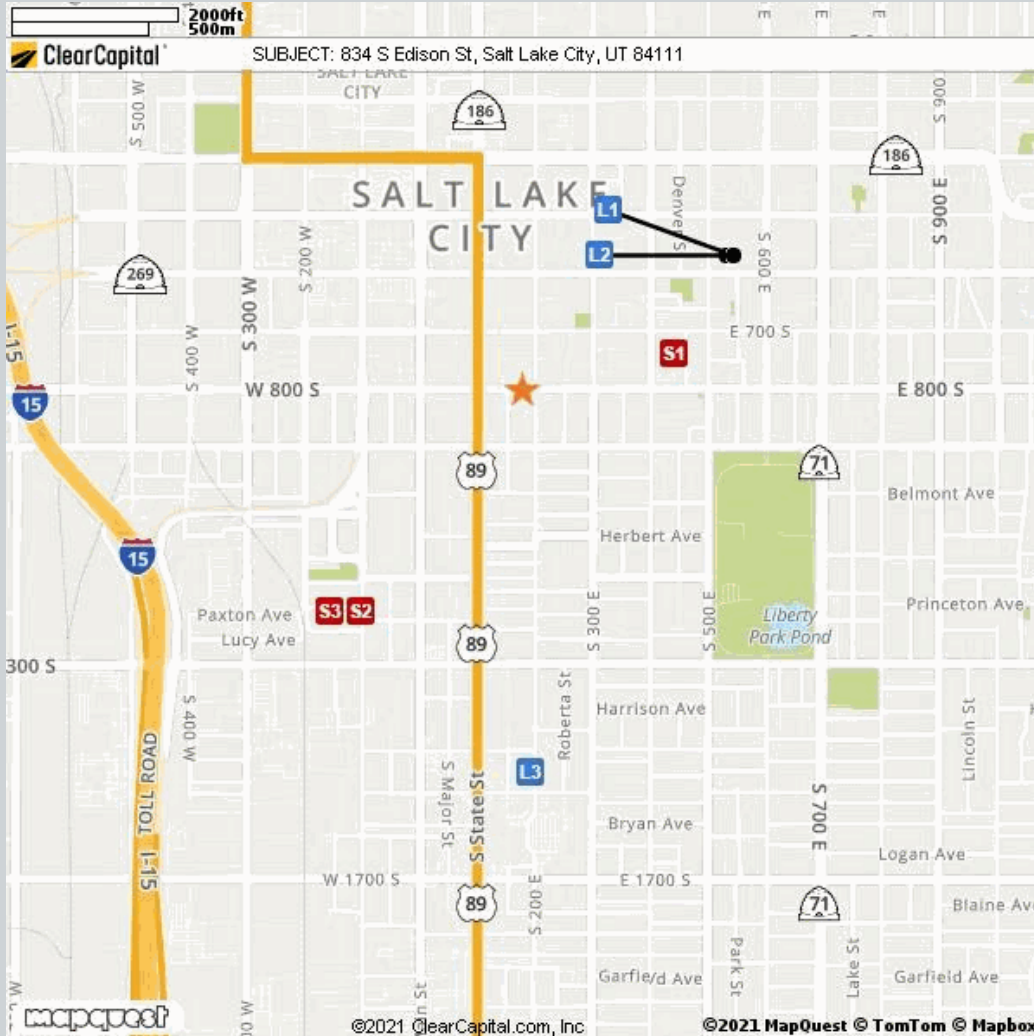 2000ft
500m
ClearCapital
SUBJECT: 834 S Edison St, Salt Lake City, UT 84111
SALT LAKE
CITY
S 500 W
186
S 900
186
SALT LAKE
CITY
L1
Denver S
S 900 E
L2
S 600 E
S 200 W
269
S 300 W
I-15
S 400 W
E 700 S
S1
15
W 800 S
E 800 S
89
71
Belmont Ave
Herbert Ave
15
Paxton Ave
S3
S2
S 300 E
S 500 E
Liberty
Park Pond
Princeton Ave
Lucy Ave
89
300 S
S 400 W
Roberta St
Harrison Ave
Lincoln St
TOLL ROAD
I-15
S Major St
S State St
L3
S 700 E
Bryan Ave
Logan Ave
W 1700 S
E 1700 S
89
S 200 E
71
Blaine Ave
Park St
Lake St
Garfield Ave
Garfield Ave
mapquest
©2021 ClearCapital.com, Inc
©2021 MapQuest © TomTom © Mapbox